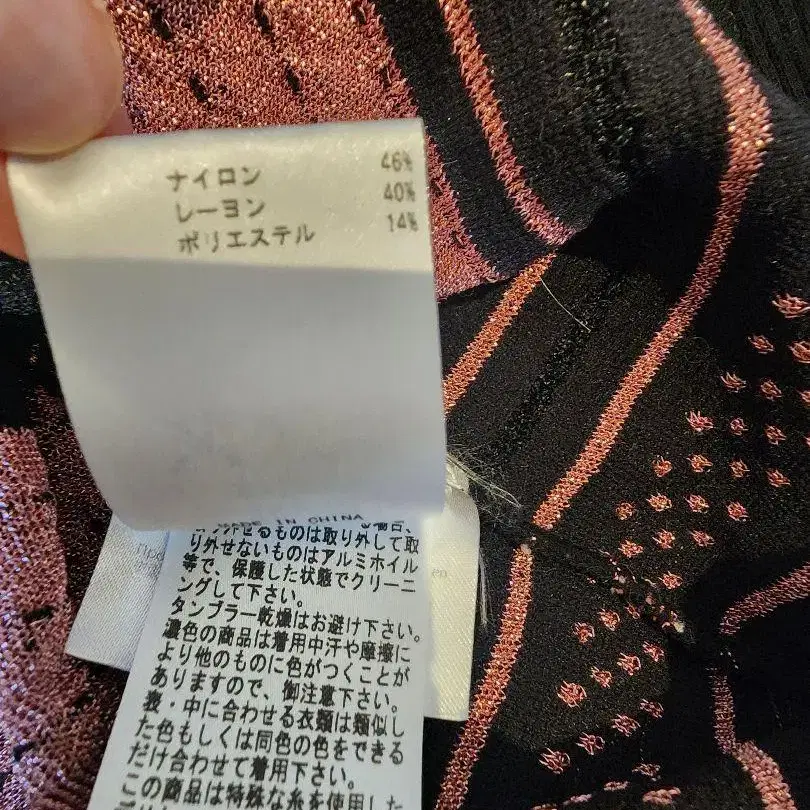 ナイロン 46%
レーヨン 40%
ポリエステル 14%
MADE IN CHINA
せるものは取り外して取
り外せないものはアルミホイル
等で、保護した状態でクリーニ
ングして下さい。
タンブラー乾燥はお避け下さい。
濃色の商品は着用中汗や摩擦に
より他のものに色がつくことが
ありますので、御注意下さい。
表・中に合わせる衣類は類似し
た色もしくは同色の色をできる
だけ合わせて着用下さい。
この商品は特殊な糸を使用した